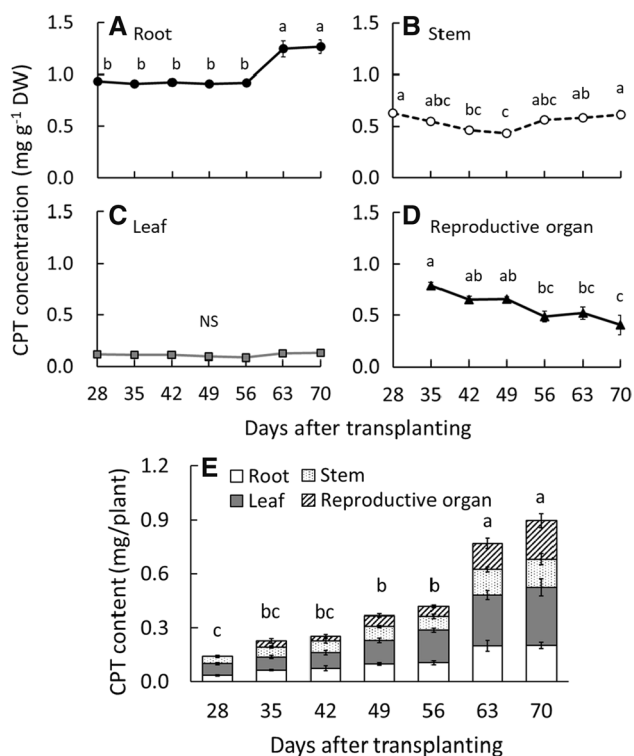 A Root
B Stem
1.5
1.0
0.5
0.0
b b b b b a a
1.5
1.0
0.5
0.0
a abc bc c abc ab a
CPT concentration (mg g⁻¹ DW)
C Leaf
D Reproductive organ
1.5
1.0
0.5
0.0
NS
28 35 42 49 56 63 70
1.5
1.0
0.5
0.0
a ab ab bc bc c
28 35 42 49 56 63 70
Days after transplanting
E
Root Stem
Leaf Reproductive organ
CPT content (mg/plant)
1.2
0.9
0.6
0.3
0.0
c bc bc b b a a
28 35 42 49 56 63 70
Days after transplanting